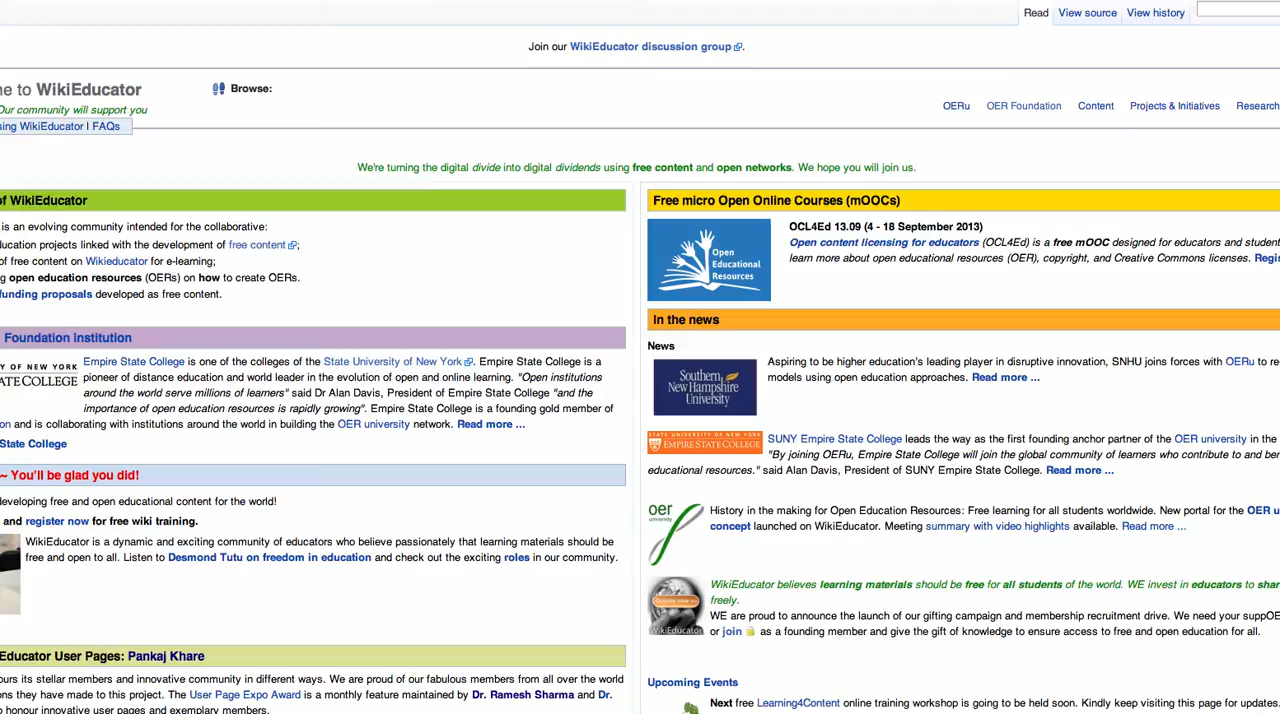 Read View source View history
Join our WikiEducator discussion group.
ne to WikiEducator
Browse:
Our community will support you
OERu OER Foundation Content Projects & Initiatives Research
sing WikiEducator | FAQs
We're turning the digital divide into digital dividends using free content and open networks. We hope you will join us.
of WikiEducator
is an evolving community intended for the collaborative:
ducation projects linked with the development of free content;
of free content on Wikieducator for e-learning;
g open education resources (OERs) on how to create OERs.
funding proposals developed as free content.
Foundation institution
Y OF NEW YORK
ATE COLLEGE
Empire State College is one of the colleges of the State University of New York. Empire State College is a
pioneer of distance education and world leader in the evolution of open and online learning. "Open institutions
around the world serve millions of learners" said Dr Alan Davis, President of Empire State College "and the
importance of open education resources is rapidly growing". Empire State College is a founding gold member of
on and is collaborating with institutions around the world in building the OER university network. Read more ...
State College
~ You'll be glad you did!
developing free and open educational content for the world!
and register now for free wiki training.
WikiEducator is a dynamic and exciting community of educators who believe passionately that learning materials should be
free and open to all. Listen to Desmond Tutu on freedom in education and check out the exciting roles in our community.
Educator User Pages: Pankaj Khare
ours its stellar members and innovative community in different ways. We are proud of our fabulous members from all over the world
ons they have made to this project. The User Page Expo Award is a monthly feature maintained by Dr. Ramesh Sharma and Dr.
o honour innovative user pages and exemplary members.
Free micro Open Online Courses (mOOCs)
Open
Educational
Resources
OCL4Ed 13.09 (4 - 18 September 2013)
Open content licensing for educators (OCL4Ed) is a free mOOC designed for educators and student
learn more about open educational resources (OER), copyright, and Creative Commons licenses. Regi
In the news
News
Southern
New Hampshire
University
Aspiring to be higher education's leading player in disruptive innovation, SNHU joins forces with OERu to re
models using open education approaches. Read more ...
STATE UNIVERSITY OF NEW YORK
EMPIRE STATE COLLEGE
SUNY Empire State College leads the way as the first founding anchor partner of the OER university in the
"By joining OERu, Empire State College will join the global community of learners who contribute to and ben
educational resources." said Alan Davis, President of SUNY Empire State College. Read more ...
oer
university
History in the making for Open Education Resources: Free learning for all students worldwide. New portal for the OER u
concept launched on WikiEducator. Meeting summary with video highlights available. Read more ...
WikiEducator
WikiEducator believes learning materials should be free for all students of the world. WE invest in educators to shar
freely.
WE are proud to announce the launch of our gifting campaign and membership recruitment drive. We need your suppOE
or join as a founding member and give the gift of knowledge to ensure access to free and open education for all.
Upcoming Events
Next free Learning4Content online training workshop is going to be held soon. Kindly keep visiting this page for updates.